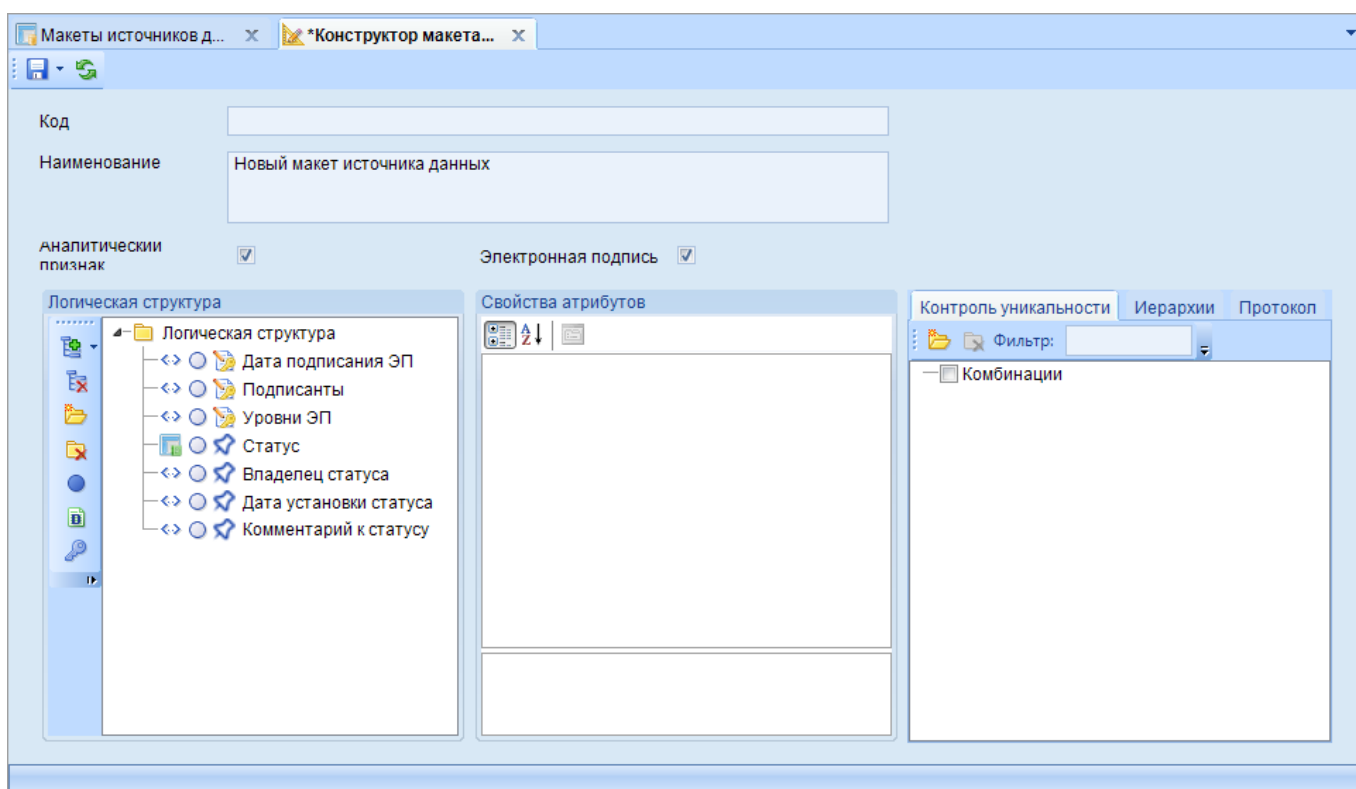 Макеты источников д...
*Конструктор макета...
Код
Наименование
Новый макет источника данных
Аналитический
признак
Электронная подпись
Логическая структура
Логическая структура
Дата подписания ЭП
Подписанты
Уровни ЭП
Статус
Владелец статуса
Дата установки статуса
Комментарий к статусу
Свойства атрибутов
Контроль уникальности Иерархии Протокол
Фильтр:
Комбинации